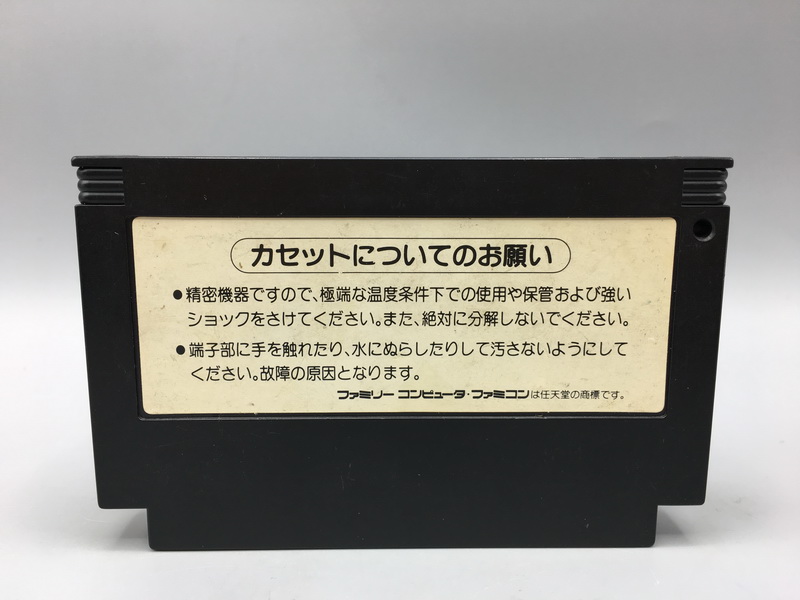 カセットについてのお願い
●精密機器ですので、極端な温度条件下での使用や保管および強い
ショックをさけてください。また、絶対に分解しないでください。
●端子部に手を触れたり、水にぬらしたりして汚さないようにして
ください。故障の原因となります。
ファミリー コンピュータ・ファミコンは任天堂の商標です。